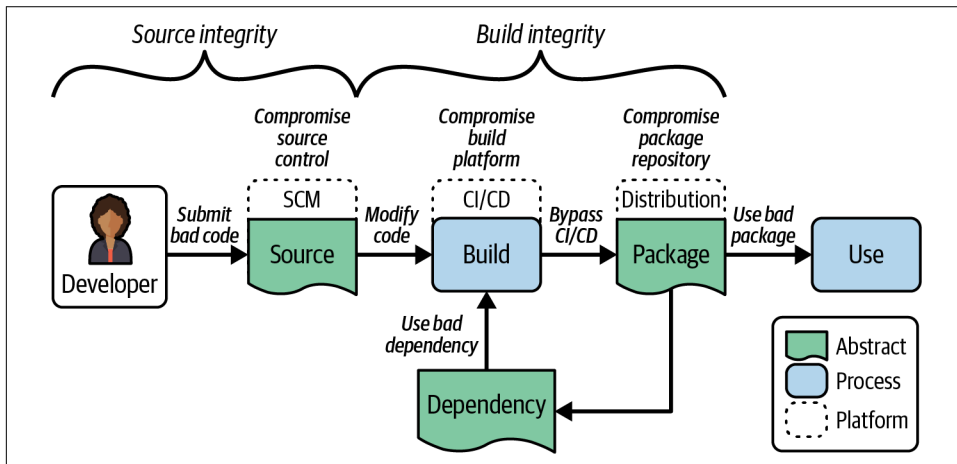 Source integrity
Build integrity
Compromise
source
control
Compromise
build
platform
Compromise
package
repository
SCM
CI/CD
Distribution
Submit
bad code
Modify
code
Bypass
CI/CD
Use bad
package
Developer
Source
Build
Package
Use
Use bad
dependency
Dependency
Abstract
Process
Platform